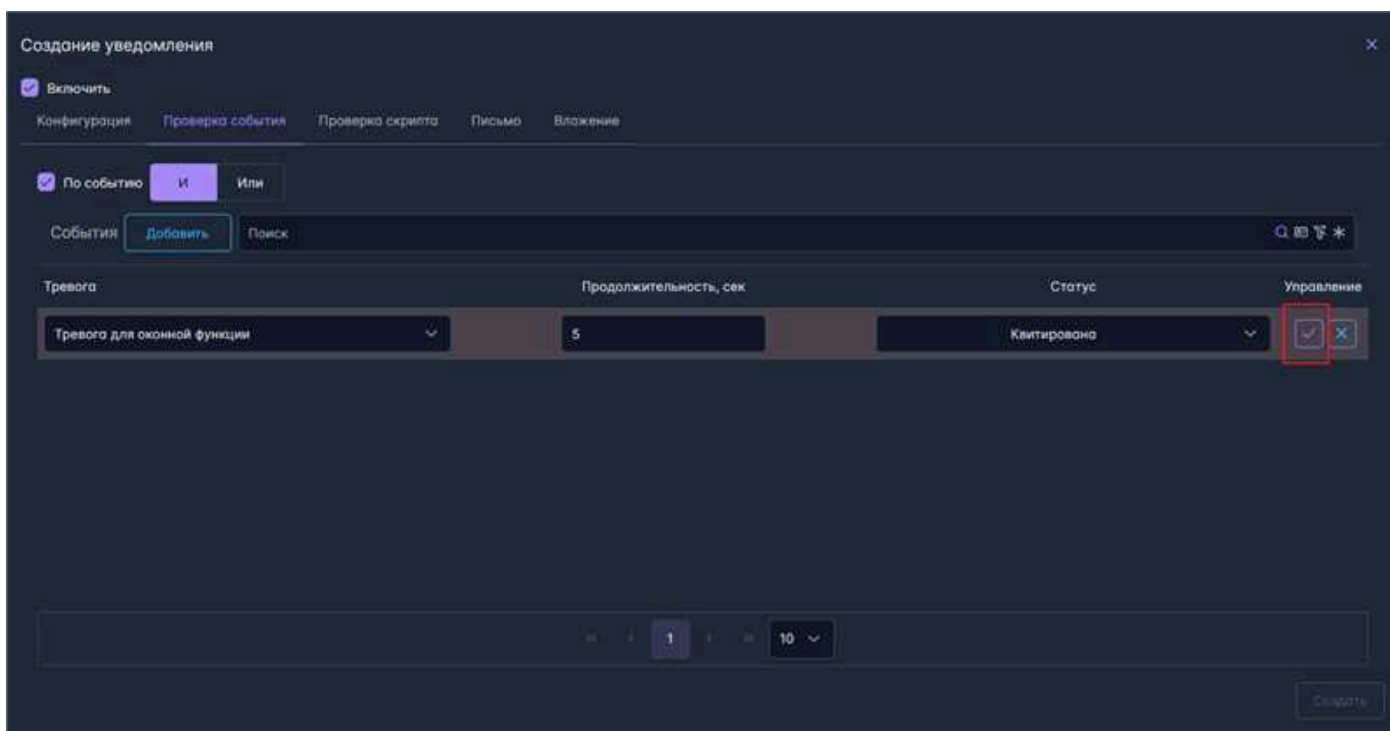 Создание уведомления
Включить
Конфигурация Проверка события Проверка скрипта Письмо Вложение
По событию И Или
События Добавить Поиск
Тревога Продолжительность, сек Статус Управление
Тревога для оконной функции 5 Квитирована
1 10
Создать